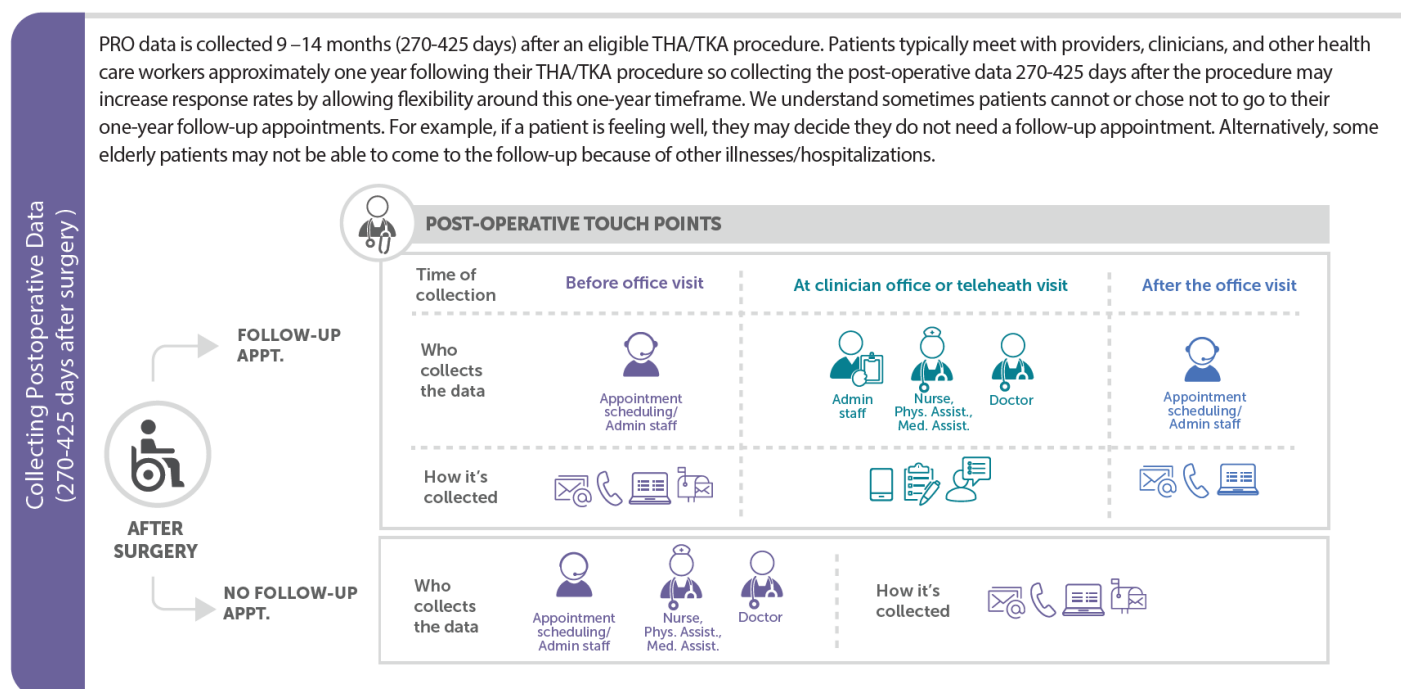 Collecting Postoperative Data
(270-425 days after surgery )
PRO data is collected 9 –14 months (270-425 days) after an eligible THA/TKA procedure. Patients typically meet with providers, clinicians, and other health
care workers approximately one year following their THA/TKA procedure so collecting the post-operative data 270-425 days after the procedure may
increase response rates by allowing flexibility around this one-year timeframe. We understand sometimes patients cannot or chose not to go to their
one-year follow-up appointments. For example, if a patient is feeling well, they may decide they do not need a follow-up appointment. Alternatively, some
elderly patients may not be able to come to the follow-up because of other illnesses/hospitalizations.
POST-OPERATIVE TOUCH POINTS
AFTER
SURGERY
FOLLOW-UP
APPT.
Time of
collection
Before office visit
At clinician office or teleheath visit
After the office visit
Who
collects
the data
Appointment
scheduling/
Admin staff
Admin
staff
Nurse,
Phys. Assist.,
Med. Assist.
Doctor
Appointment
scheduling/
Admin staff
How it's
collected
NO FOLLOW-UP
APPT.
Who
collects
the data
Appointment
scheduling/
Admin staff
Nurse,
Phys. Assist.,
Med. Assist.
Doctor
How it's
collected